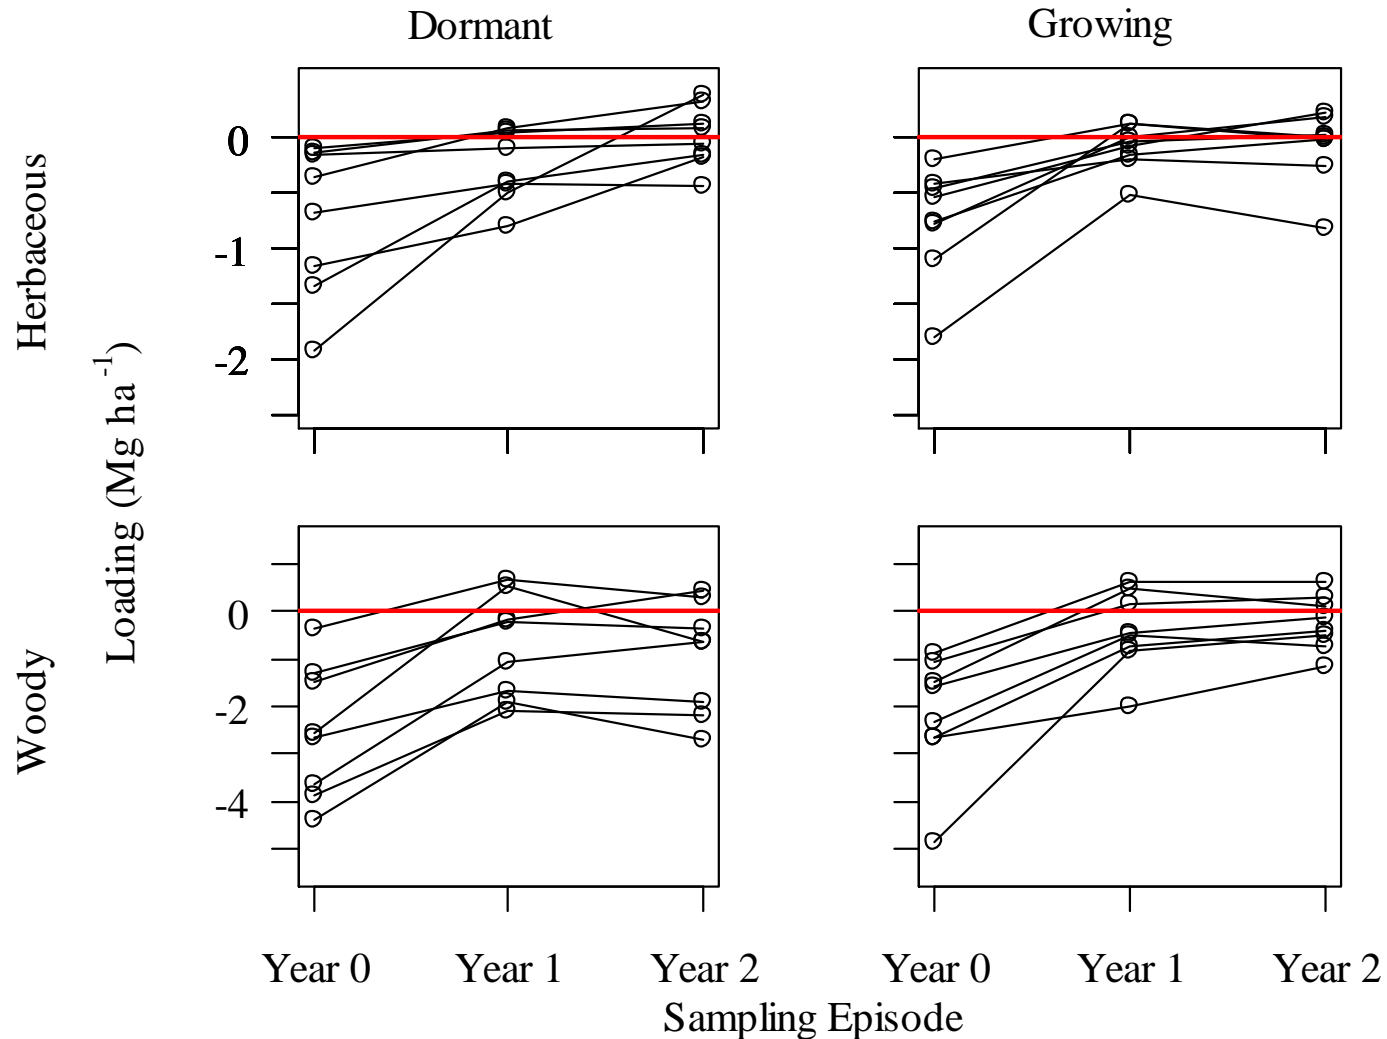 Dormant
Growing
Herbaceous
Loading (Mg ha-1)
0
-1
-2
Woody
0
-2
-4
Year 0
Year 1
Year 2
Year 0
Year 1
Year 2
Sampling Episode